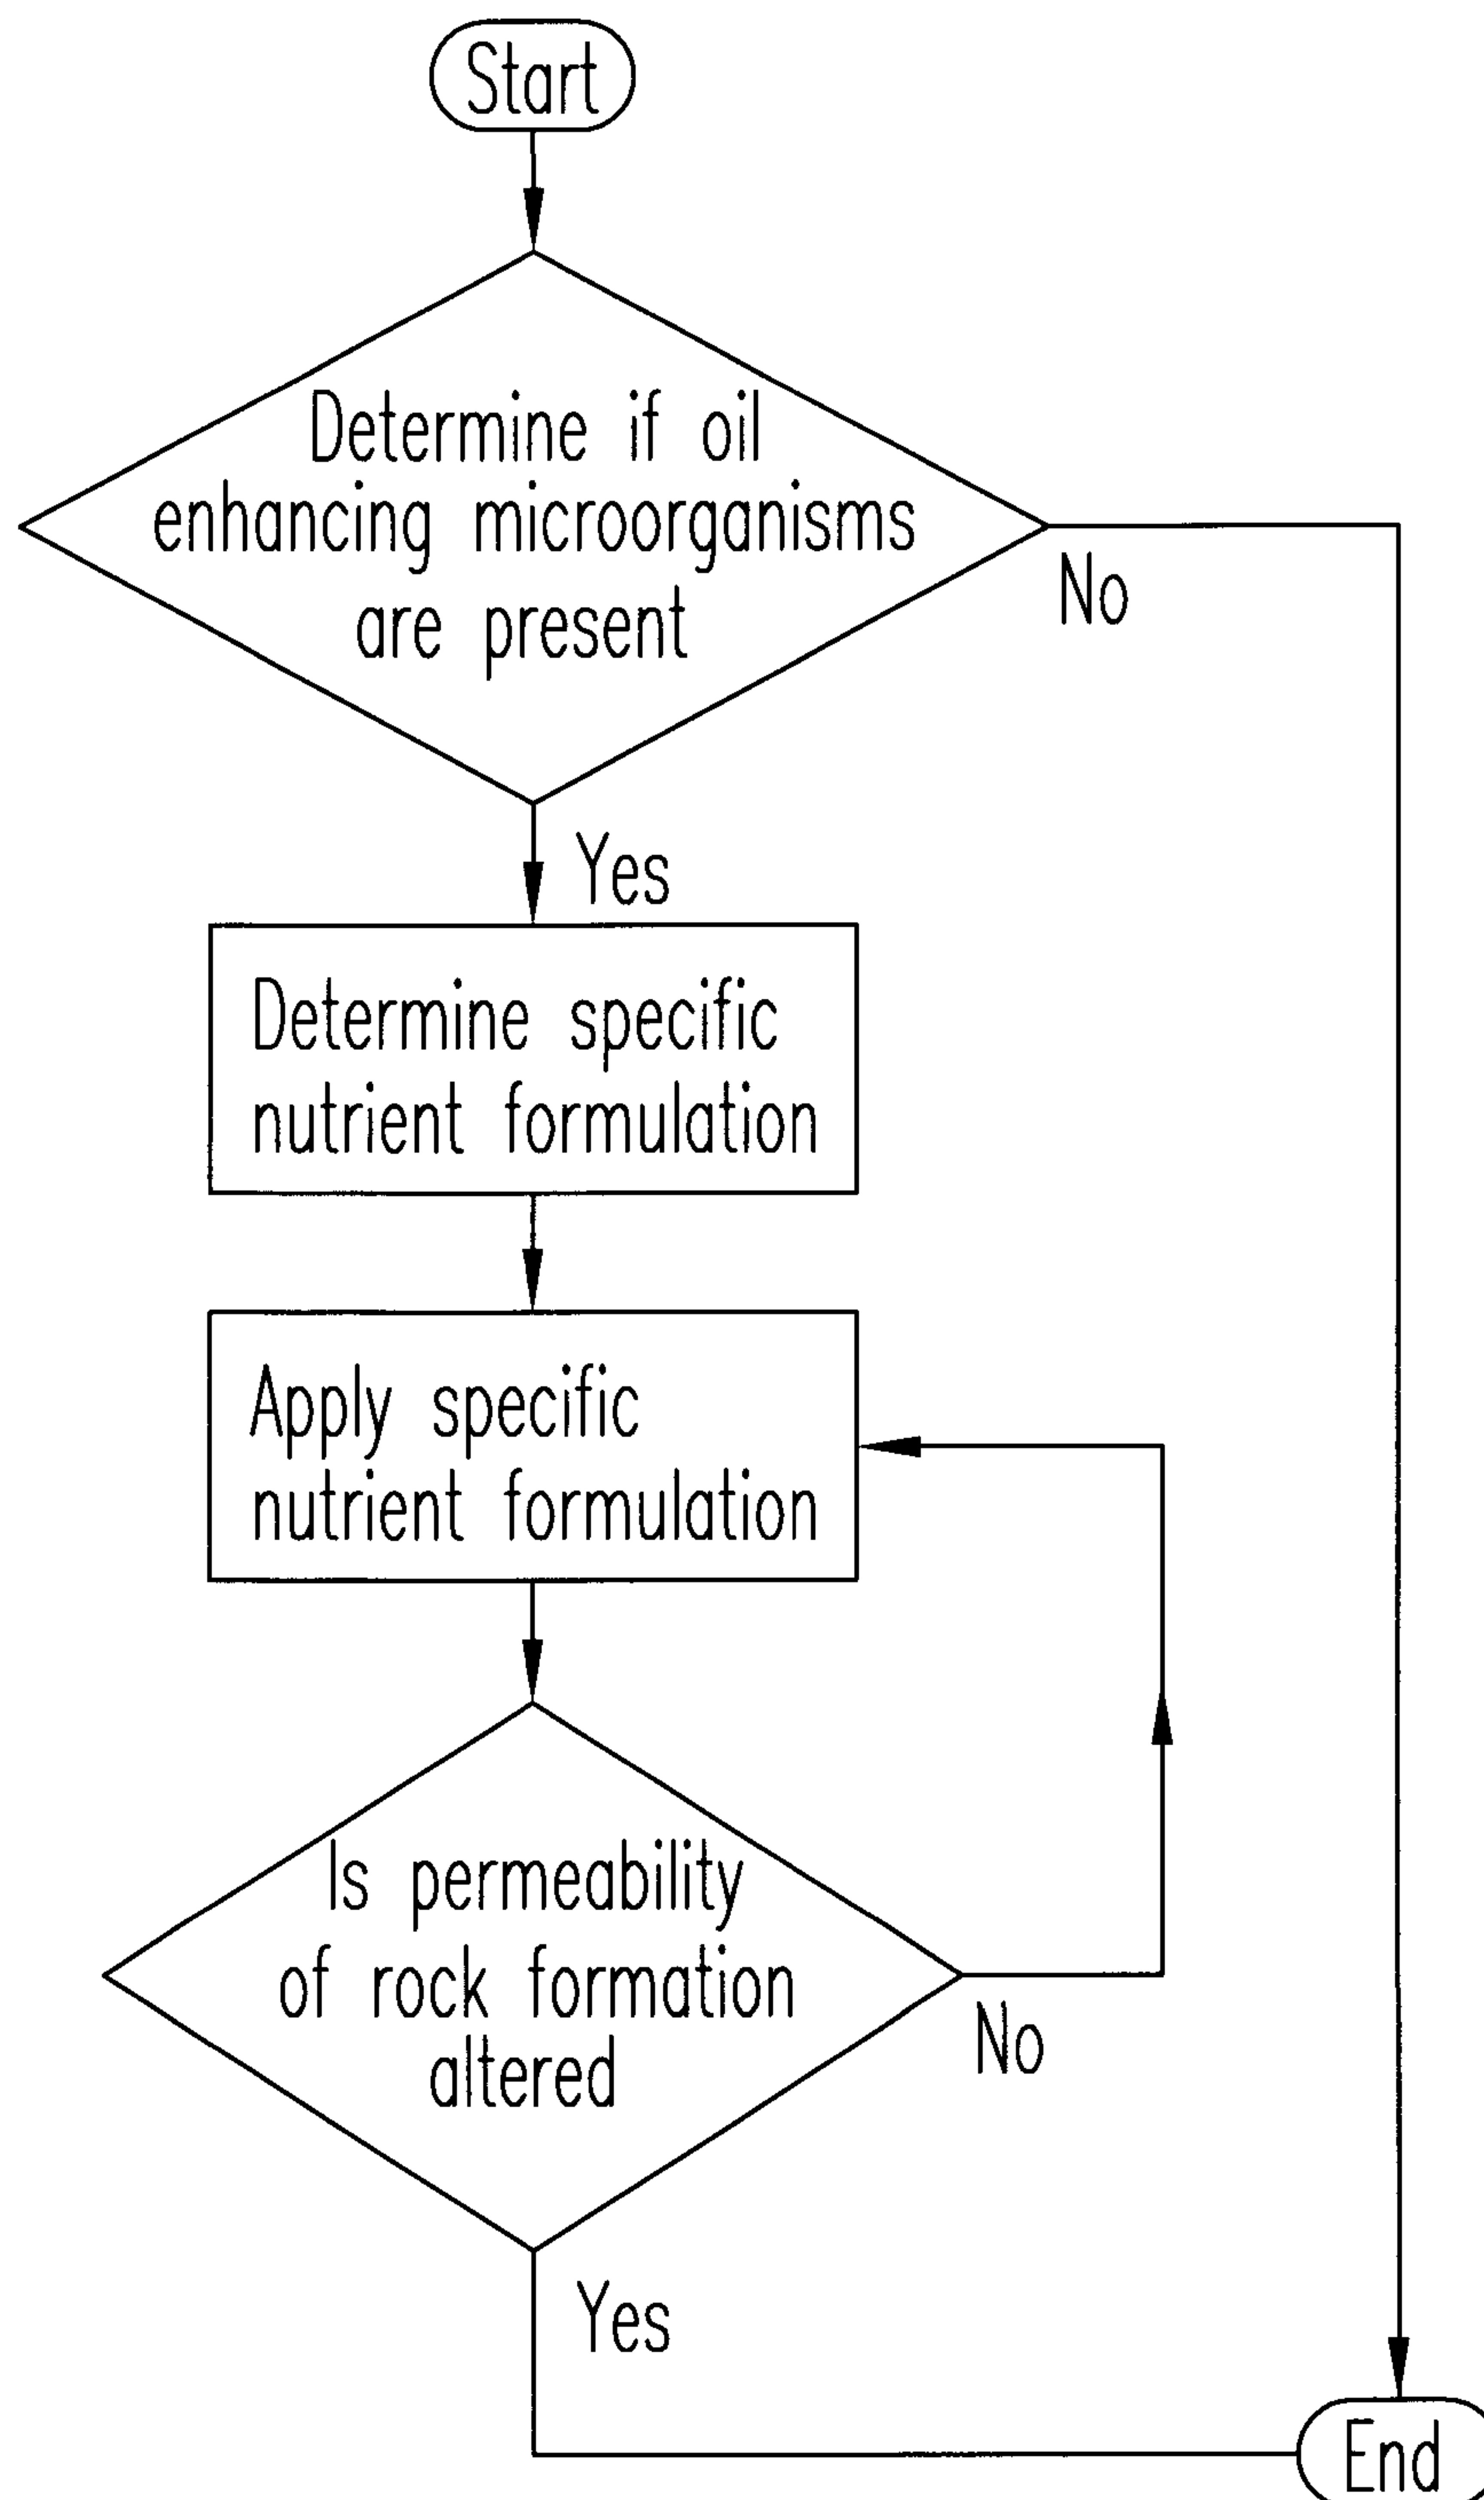 Start
Determine if oil
enhancing microorganisms
are present
No
Yes
Determine specific
nutrient formulation
Apply specific
nutrient formulation
Is permeability
of rock formation
altered
No
Yes
End